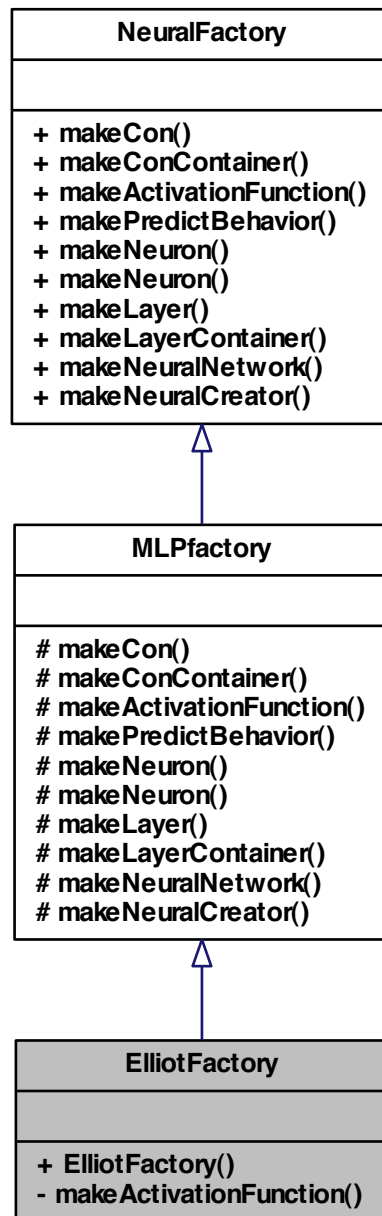 NeuralFactory
+ makeCon()
+ makeConContainer()
+ makeActivationFunction()
+ makePredictBehavior()
+ makeNeuron()
+ makeNeuron()
+ makeLayer()
+ makeLayerContainer()
+ makeNeuralNetwork()
+ makeNeuralCreator()
MLPfactory
# makeCon()
# makeConContainer()
# makeActivationFunction()
# makePredictBehavior()
# makeNeuron()
# makeNeuron()
# makeLayer()
# makeLayerContainer()
# makeNeuralNetwork()
# makeNeuralCreator()
ElliotFactory
+ ElliotFactory()
- makeActivationFunction()